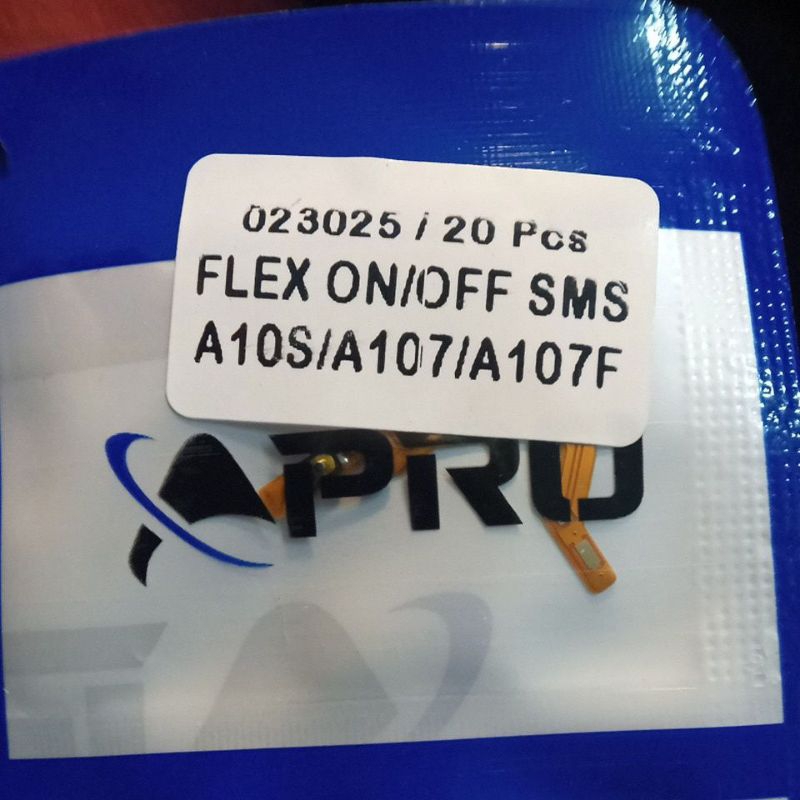 023025 / 20 Pcs
FLEX ON/OFF SMS
A10S/A107/A107F
APRO